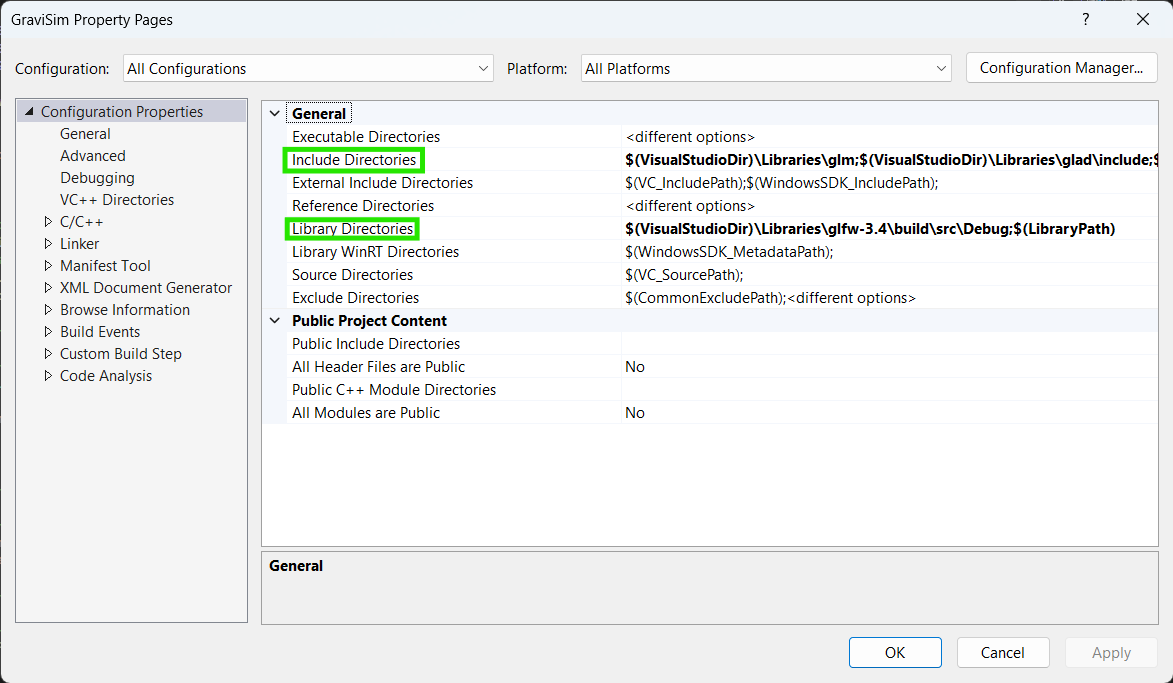 GraviSim Property Pages ?
Configuration: All Configurations Platform: All Platforms Configuration Manager...
Configuration Properties
General
Advanced
Debugging
VC++ Directories
C/C++
Linker
Manifest Tool
XML Document Generator
Browse Information
Build Events
Custom Build Step
Code Analysis
General
Executable Directories <different options>
Include Directories $(VisualStudioDir)\Libraries\glm;$(VisualStudioDir)\Libraries\glad\include;$
External Include Directories $(VC_IncludePath);$(WindowsSDK_IncludePath);
Reference Directories <different options>
Library Directories $(VisualStudioDir)\Libraries\glfw-3.4\build\src\Debug;$(LibraryPath)
Library WinRT Directories $(WindowsSDK_MetadataPath);
Source Directories $(VC_SourcePath);
Exclude Directories $(CommonExcludePath);<different options>
Public Project Content
Public Include Directories
All Header Files are Public No
Public C++ Module Directories
All Modules are Public No
General
OK Cancel Apply